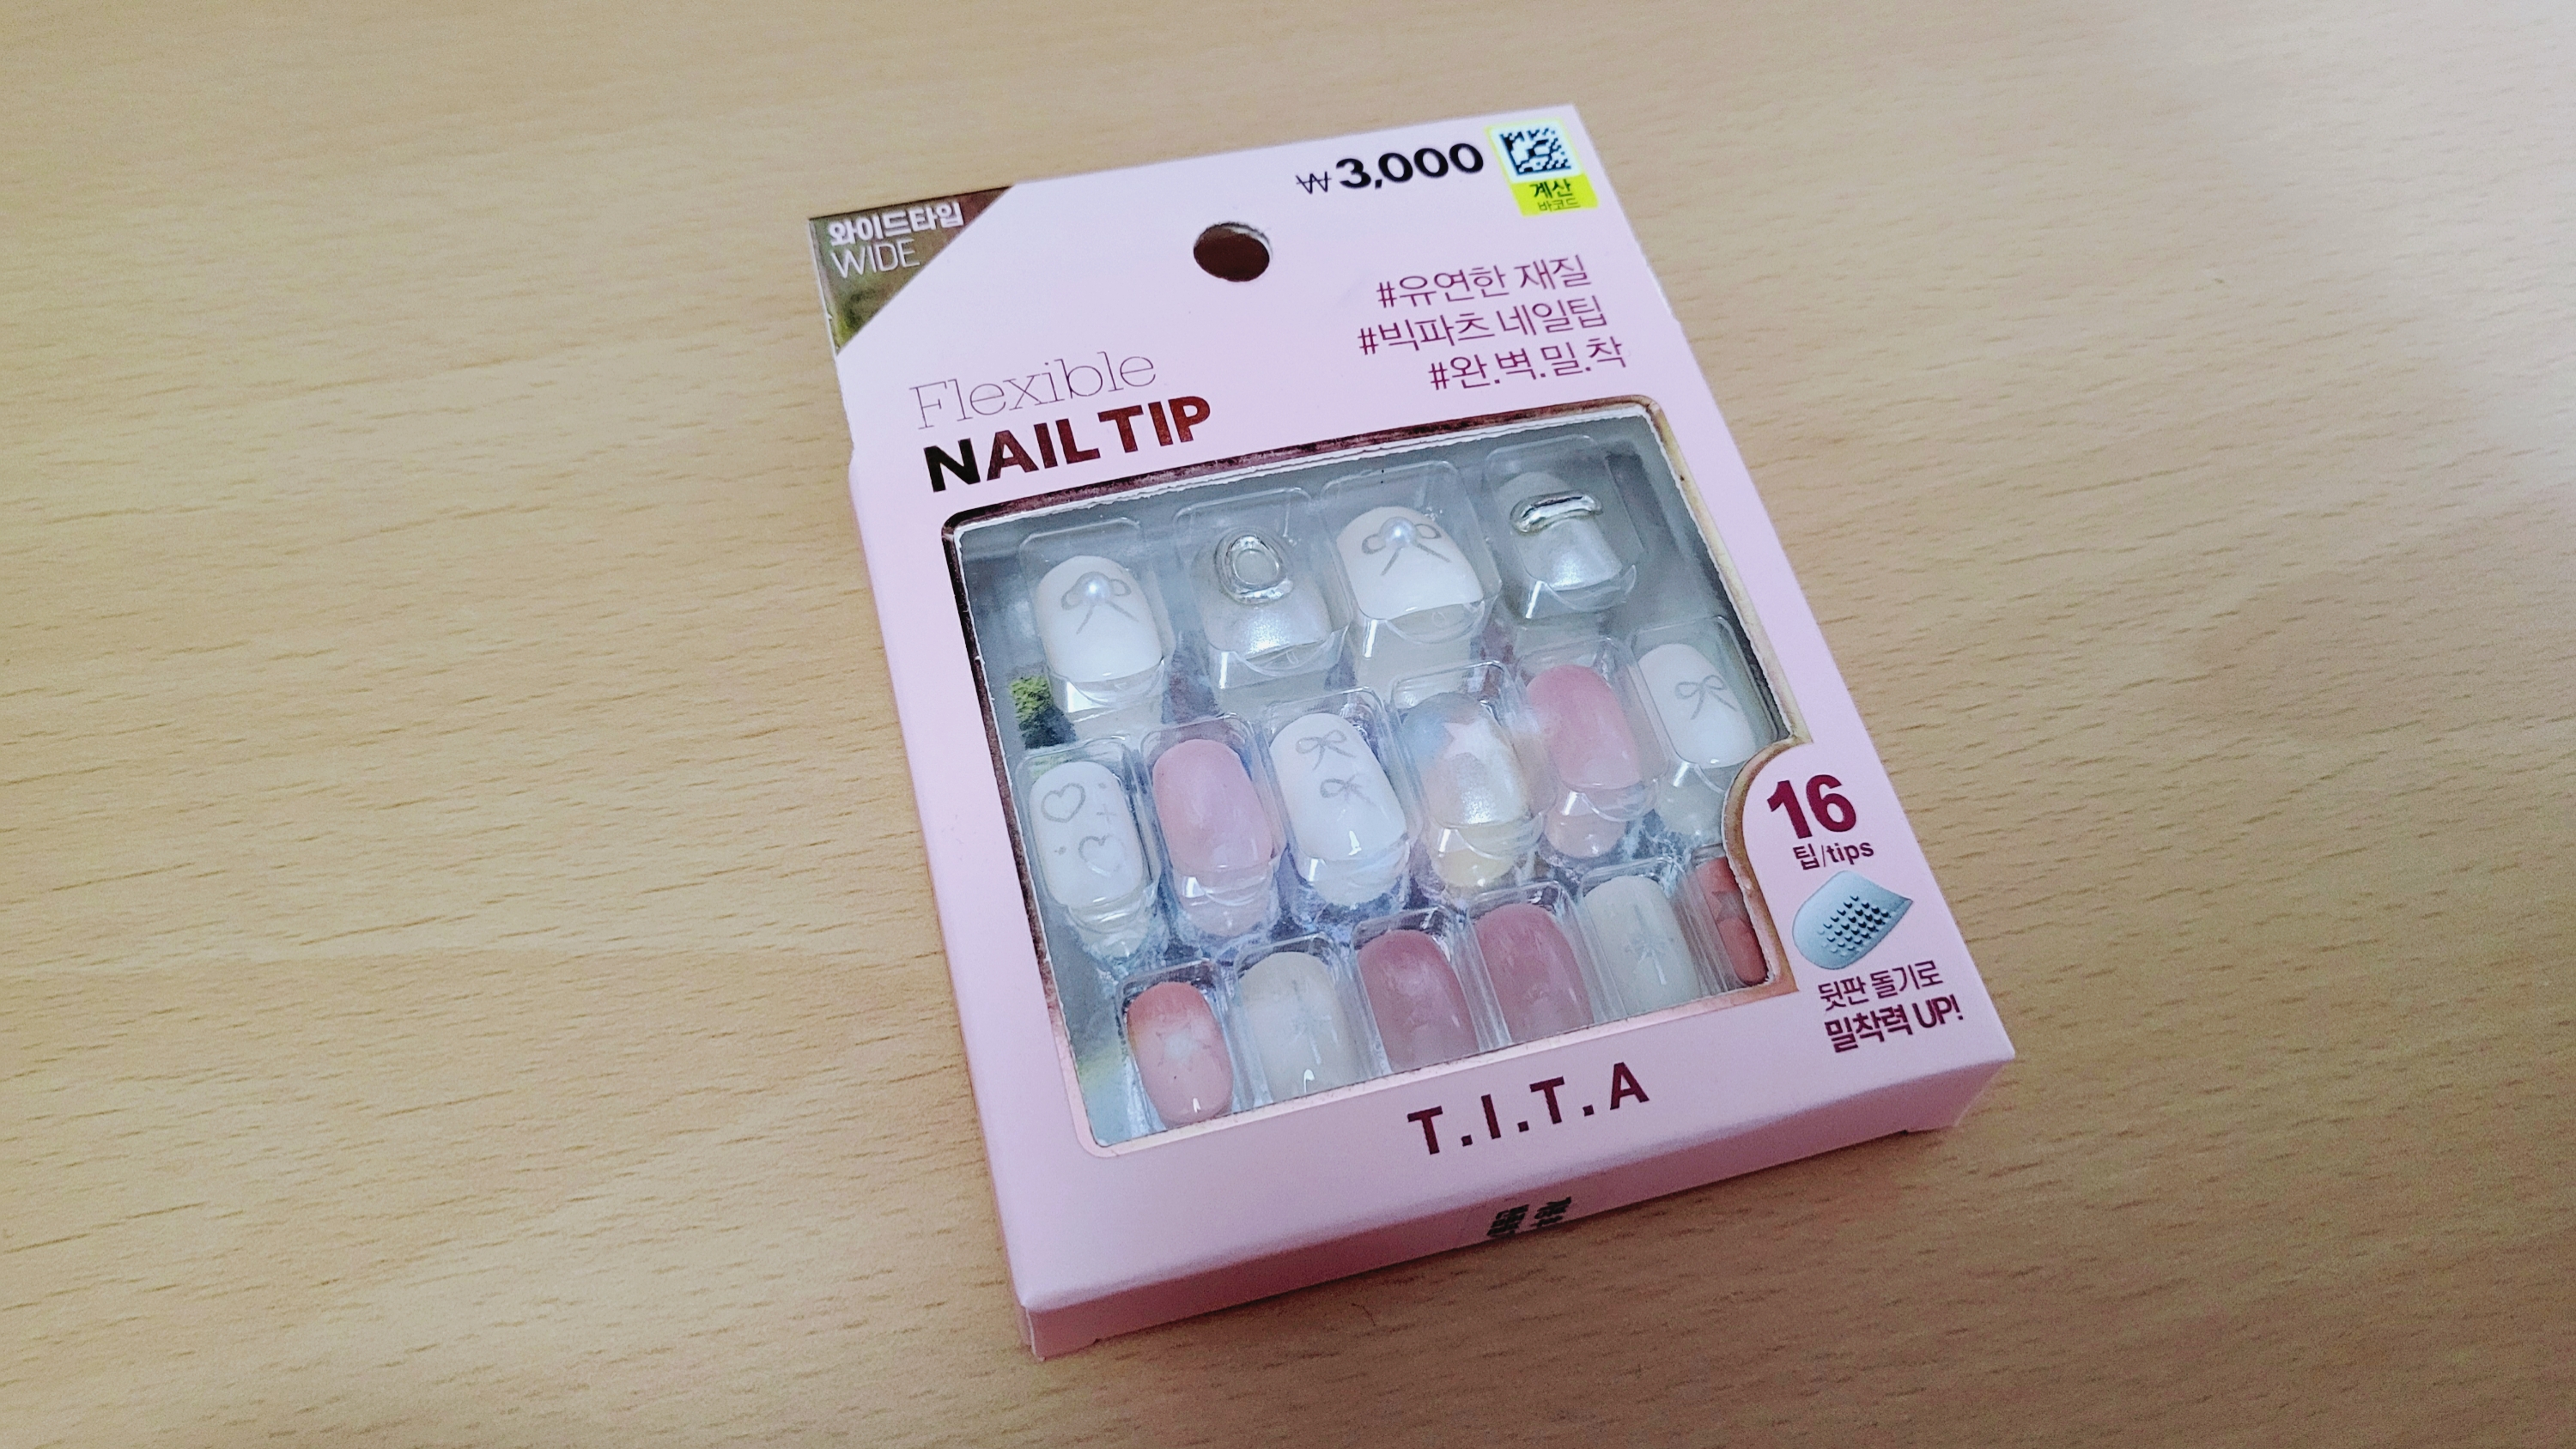 ₩3,000
계산
바코드
와이드타입
WIDE
#유연한 재질
#빅파츠 네일팁
#완.벽.밀.착
Flexible
NAIL TIP
16
팁/tips
뒷판 돌기로
밀착력 UP!
T.I.T.A